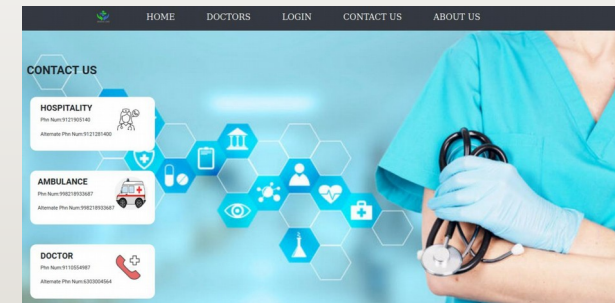 HOME DOCTORS LOGIN CONTACT US ABOUT US
CONTACT US
HOSPITALITY
Phn Num:9121905140
Alternate Phn Num:9121281400
AMBULANCE
Phn Num:998218933687
Alternate Phn Num:998218933687
DOCTOR
Phn Num:9110554987
Alternate Phn Num:6303004564